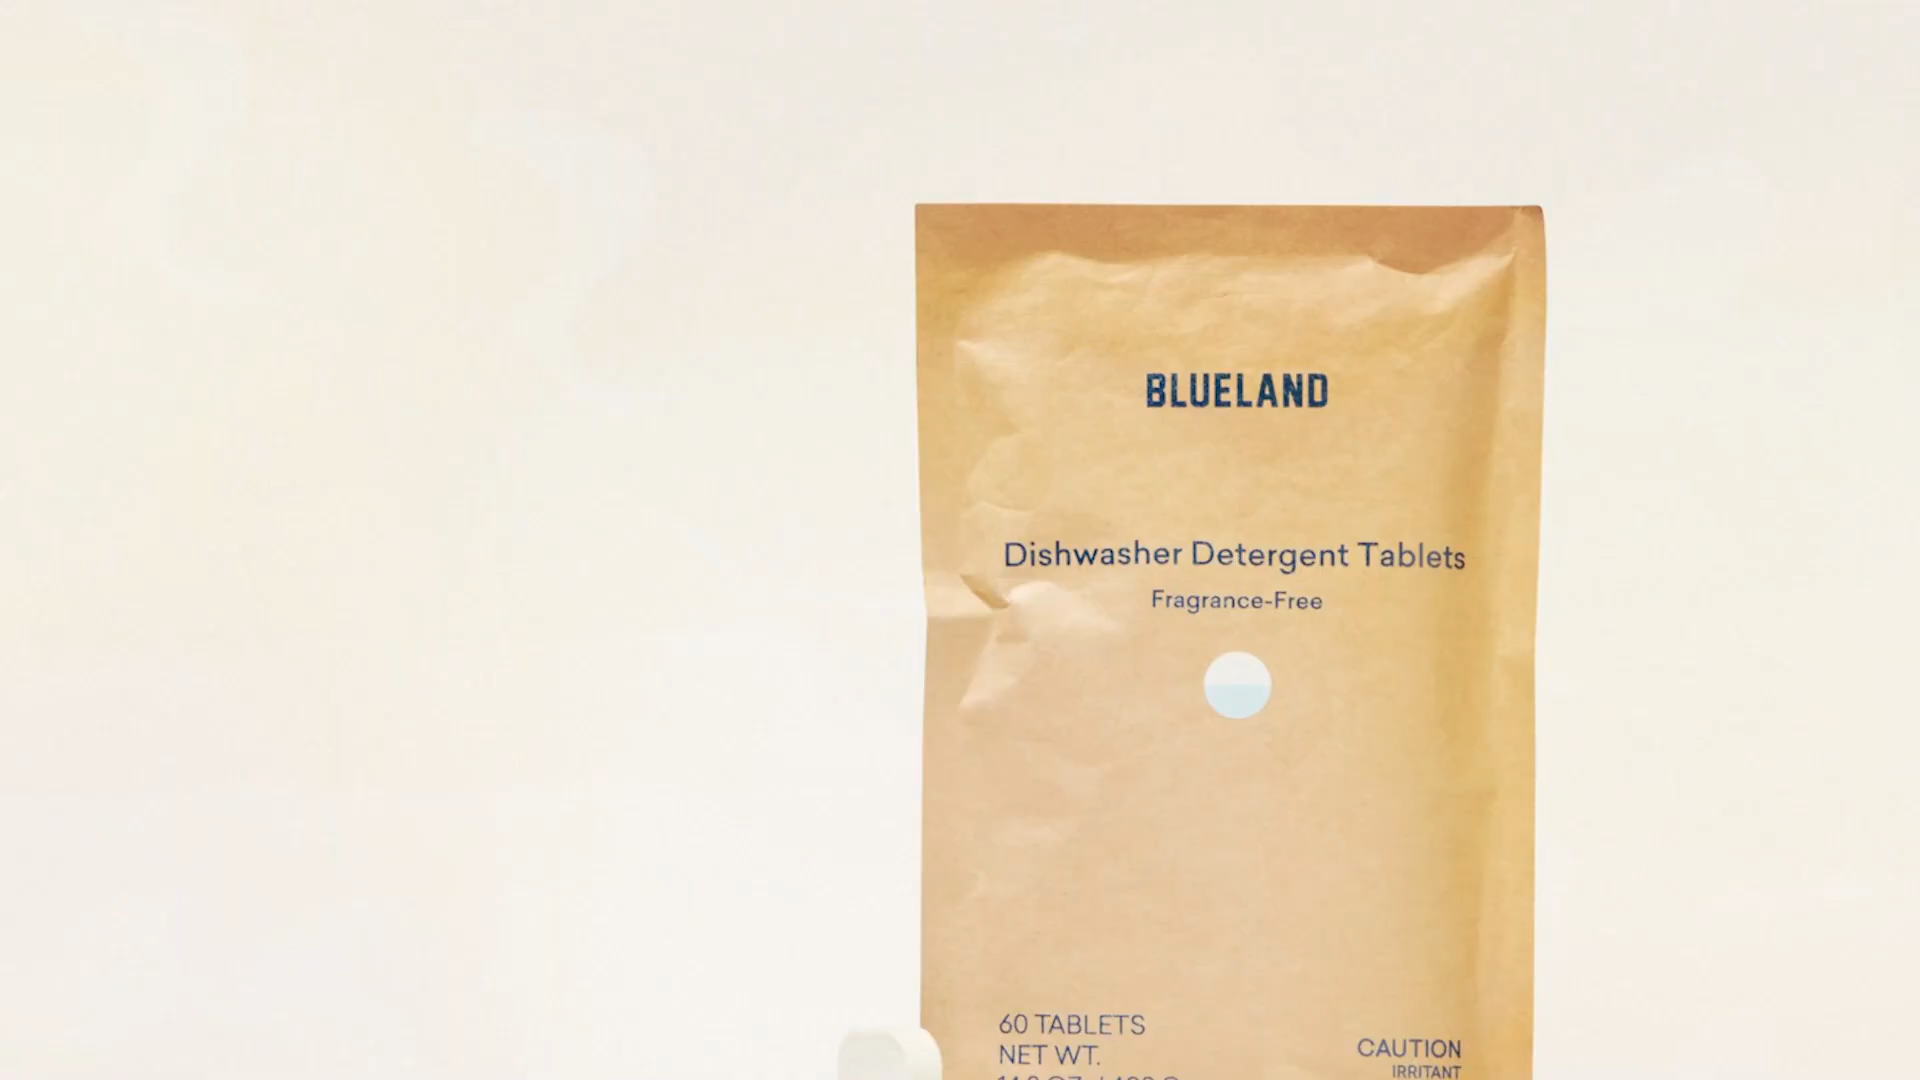 BLUELAND
Dishwasher Detergent Tablets
Fragrance-Free
60 TABLETS
NET WT.
CAUTION
IRRITANT